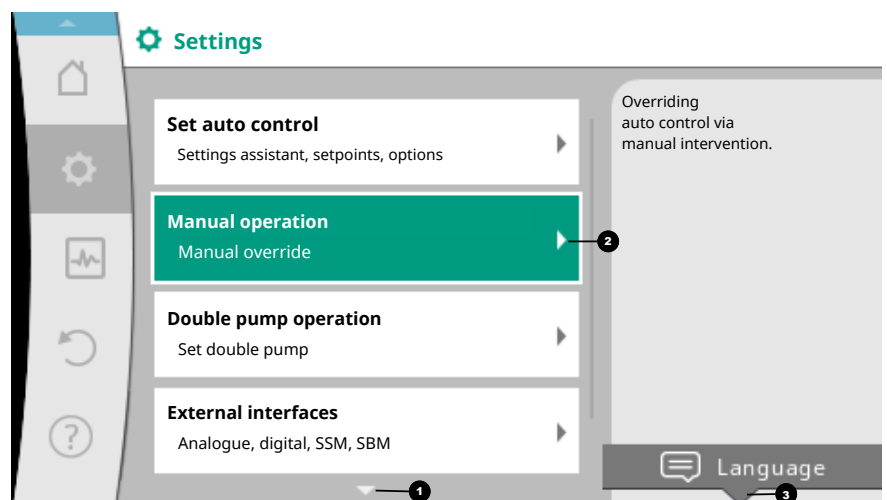 Settings
Set auto control
Settings assistant, setpoints, options
Manual operation
Manual override
2
Double pump operation
Set double pump
External interfaces
Analogue, digital, SSM, SBM
1
Overriding
auto control via
manual intervention.
Language
3
?